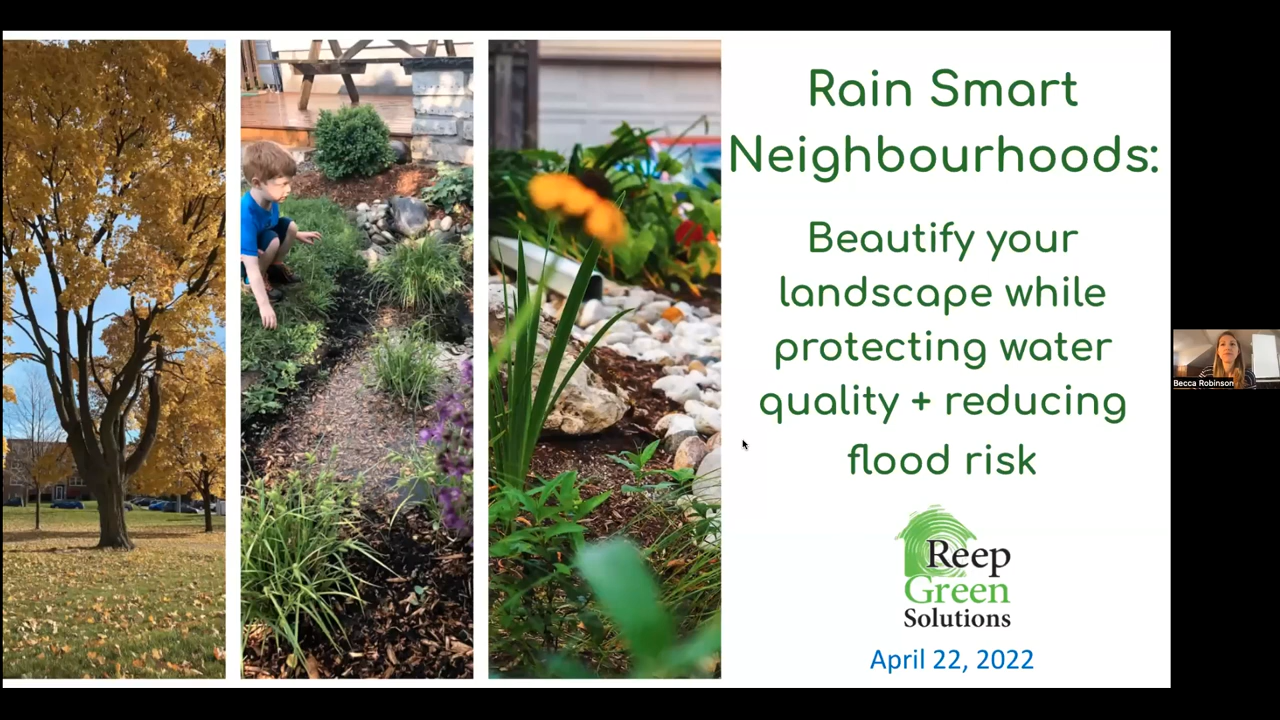 Rain Smart
Neighbourhoods:
Beautify your
landscape while
protecting water
quality + reducing
flood risk
Reep
Green
Solutions
April 22, 2022
Becca Robinson